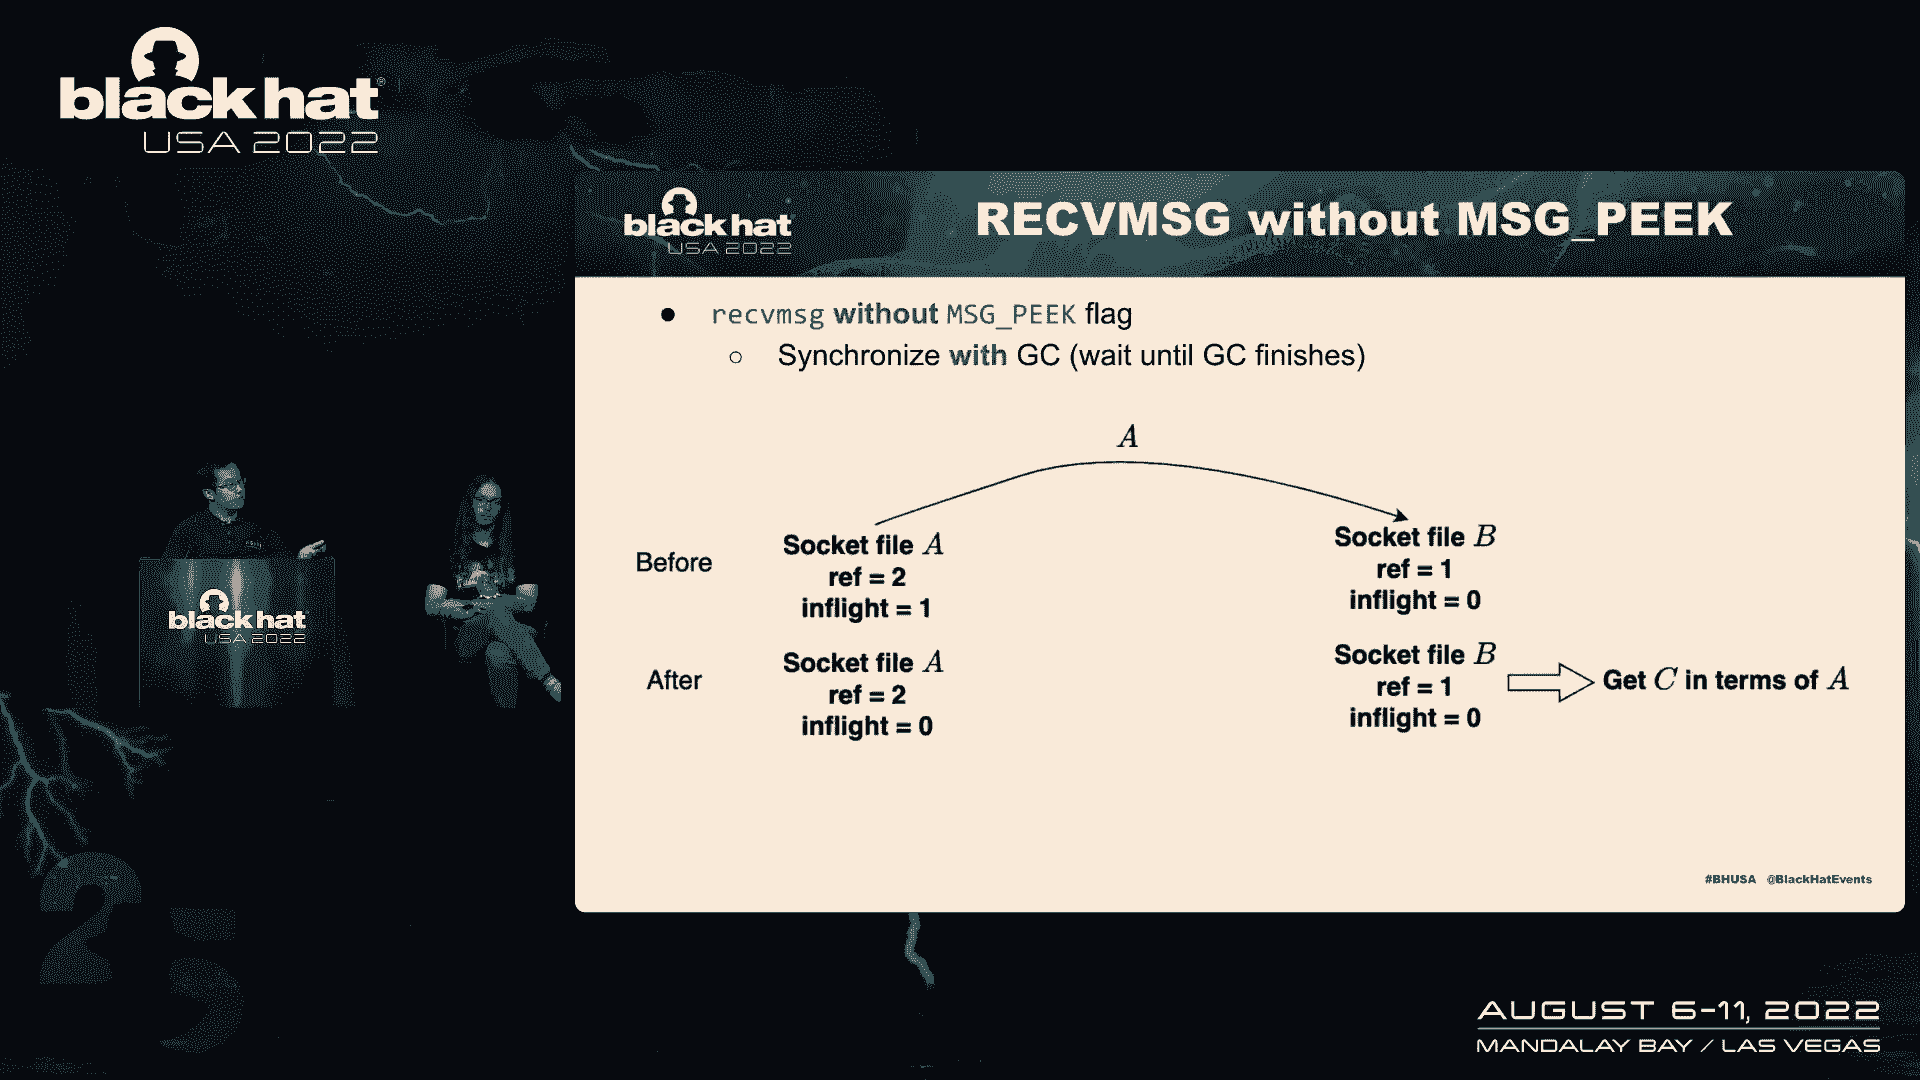 black hat®
USA 2022
black hat
USA 2022
RECVMSG without MSG_PEEK
● recvmsg without MSG_PEEK flag
○ Synchronize with GC (wait until GC finishes)
A
Before
Socket file A
ref = 2
inflight = 1
Socket file B
ref = 1
inflight = 0
After
Socket file A
ref = 2
inflight = 0
Socket file B
ref = 1
inflight = 0
Get C in terms of A
#BHUSA @BlackHatEvents
black hat
USA 2022
25
AUGUST 6-11, 2022
MANDALAY BAY / LAS VEGAS